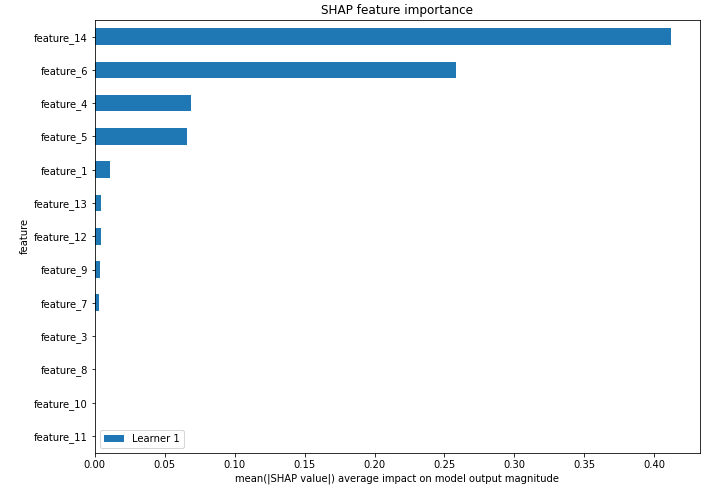 SHAP feature importance
feature_14
feature_6
feature_4
feature_5
feature_1
feature_13
feature_12
feature_9
feature_7
feature_3
feature_8
feature_10
feature_11
feature
Learner 1
0.00 0.05 0.10 0.15 0.20 0.25 0.30 0.35 0.40
mean(|SHAP value|) average impact on model output magnitude